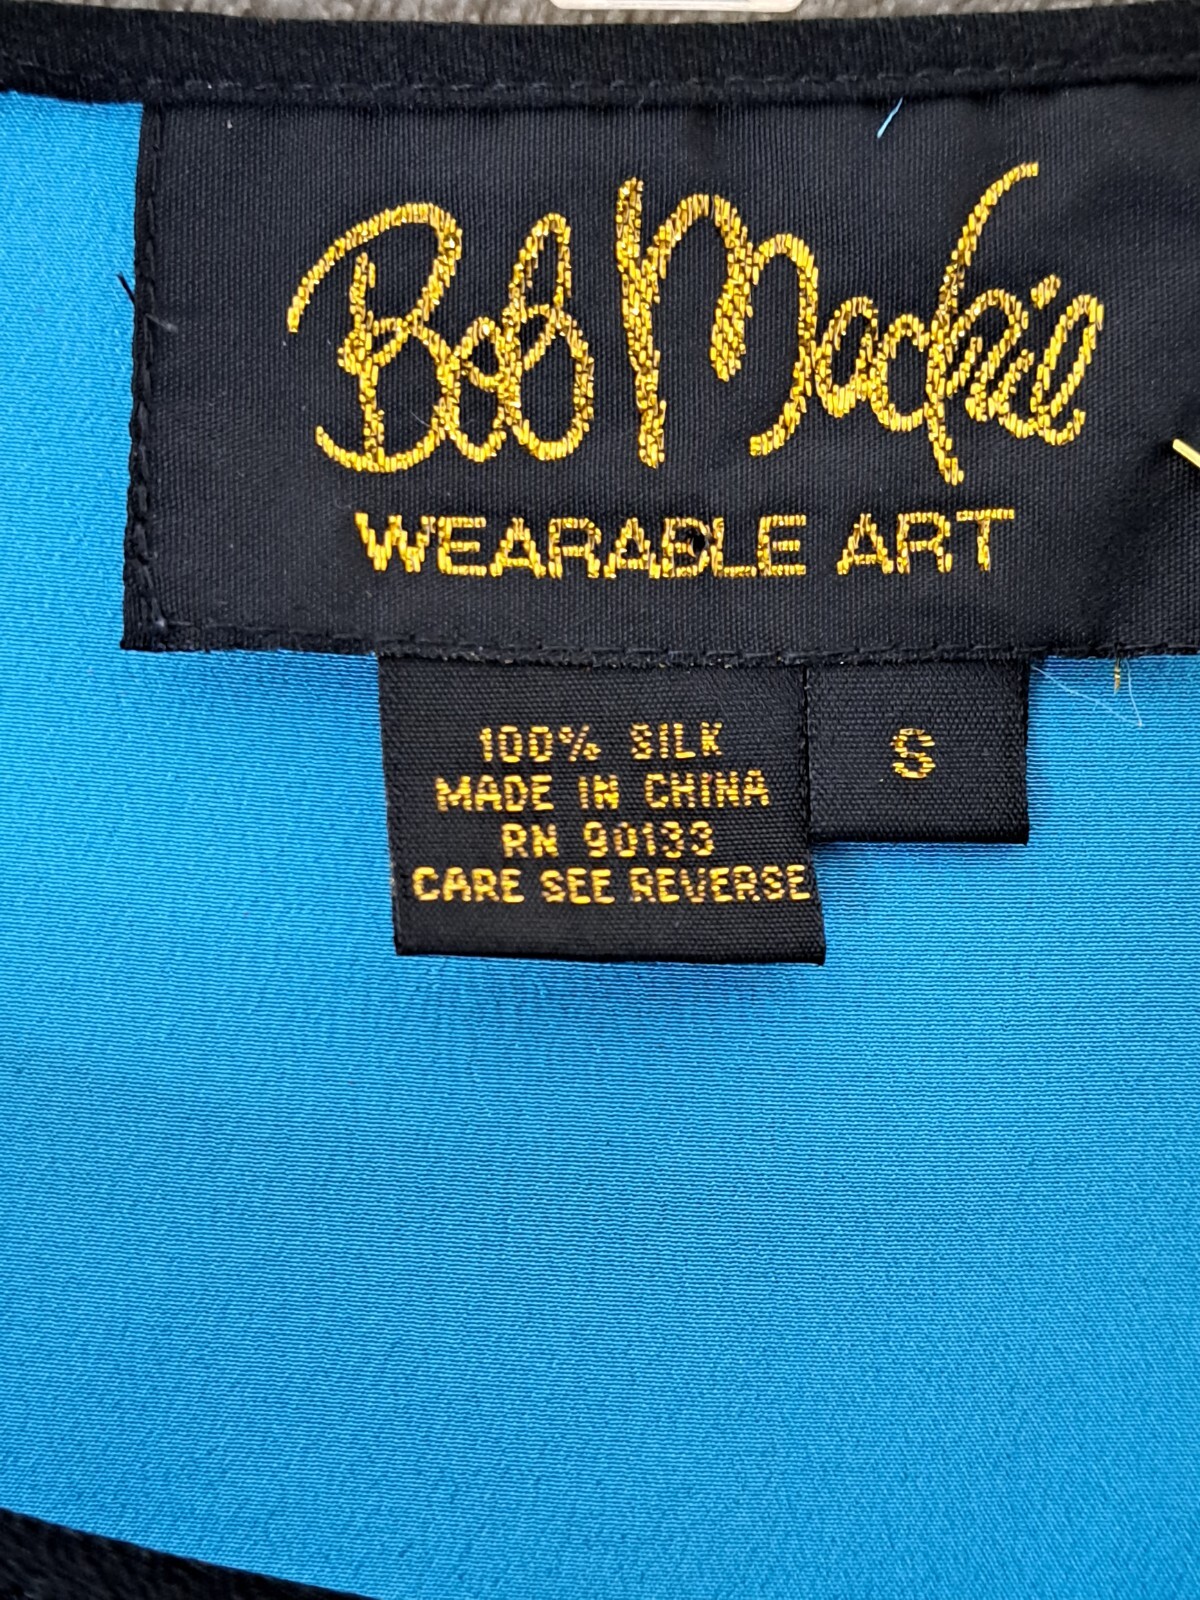 Bob Mackie
WEARABLE ART
100% SILK
MADE IN CHINA
RN 90133
CARE SEE REVERSE
S